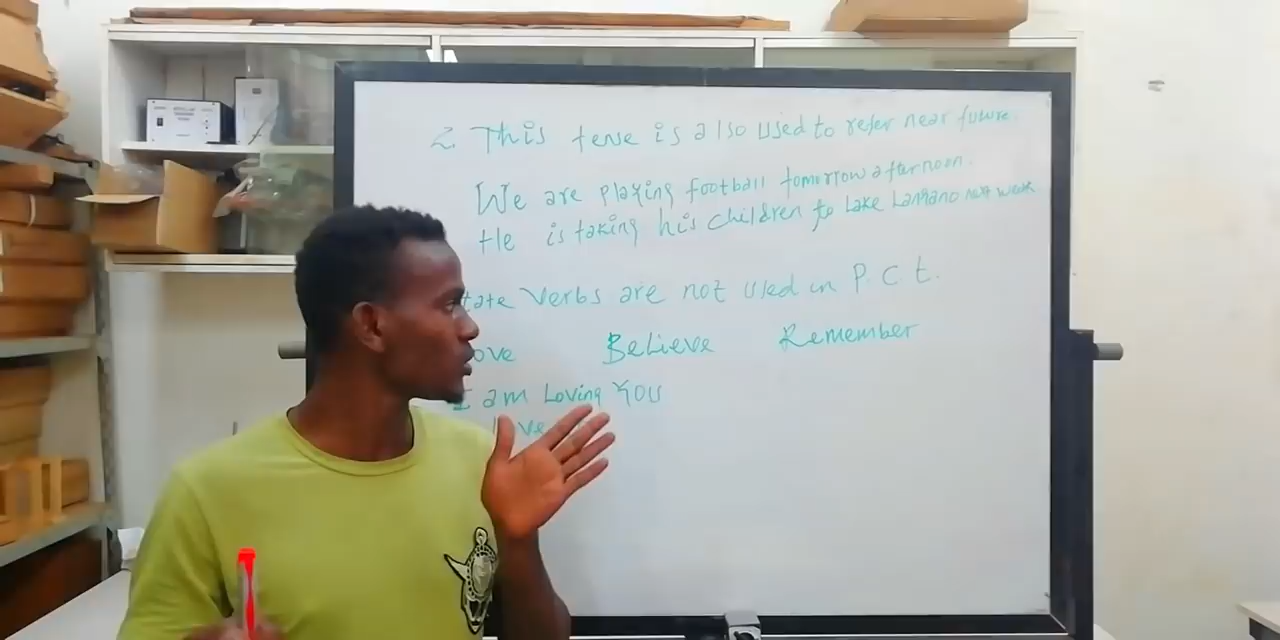 2. This tense is also used to refer near future.
We are playing football tomorrow afternoon.
He is taking his children to Lake Langano next week
tate Verbs are not used in P.C t.
ove Believe Remember
I am Loving you